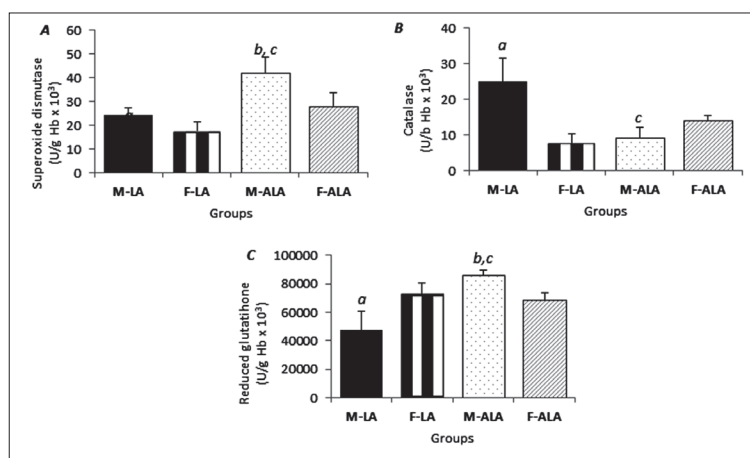 A
Superoxide dismutase
(U/g Hb x 10³)
60
50
40
30
20
10
0
b, c
M-LA F-LA M-ALA F-ALA
Groups
B
Catalase
(U/b Hb x 10³)
40
30
20
10
0
a
c
M-LA F-LA M-ALA F-ALA
Groups
C
Reduced glutatihone
(U/g Hb x 10³)
100000
80000
60000
40000
20000
0
a
b,c
M-LA F-LA M-ALA F-ALA
Groups